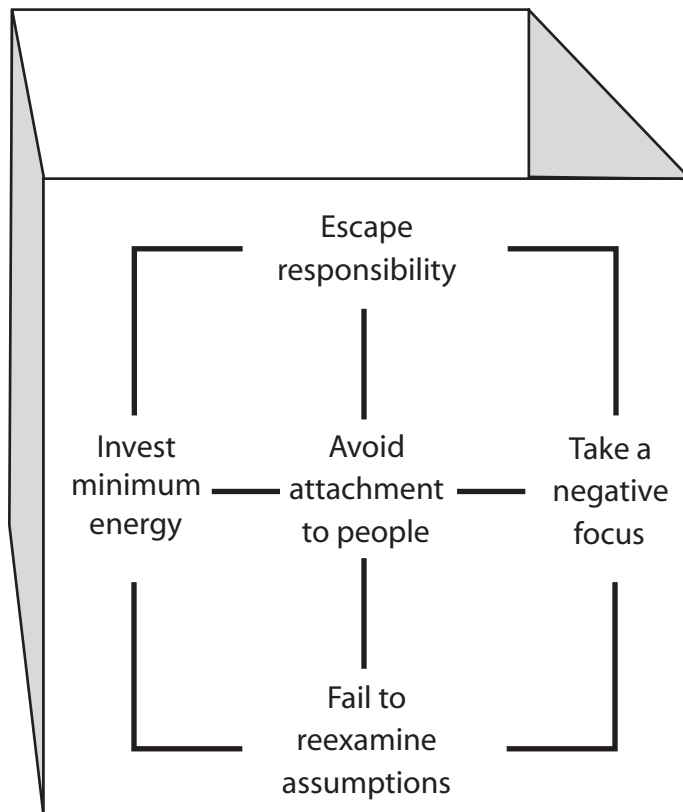 Escape
responsibility
Invest
minimum
energy
Avoid
attachment
to people
Take a
negative
focus
Fail to
reexamine
assumptions